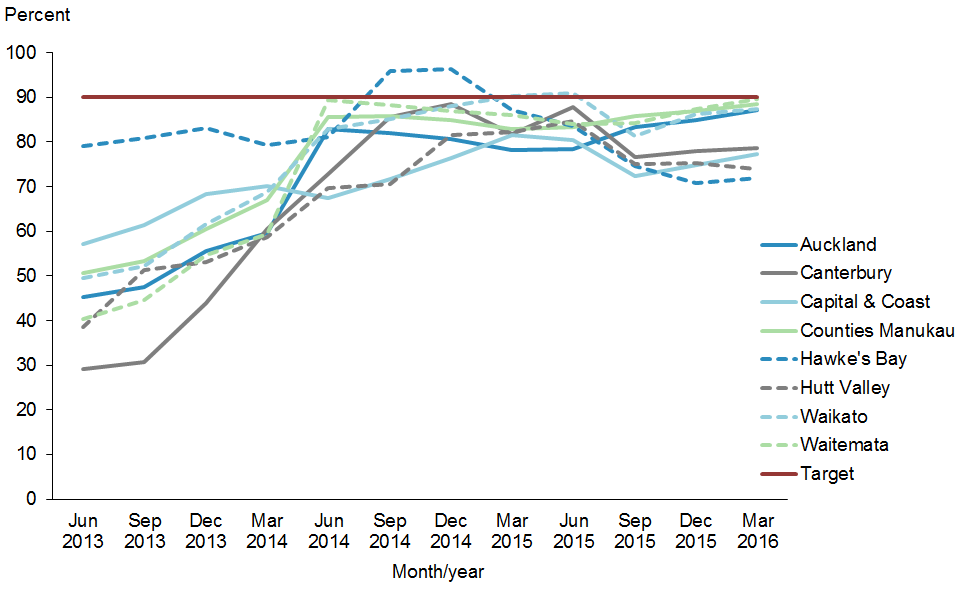 Percent
100
90
80
70
60
50
40
30
20
10
0
Jun Sep Dec Mar Jun Sep Dec Mar Jun Sep Dec Mar
2013 2013 2013 2014 2014 2014 2014 2015 2015 2015 2015 2016
Month/year
Auckland
Canterbury
Capital & Coast
Counties Manukau
Hawke's Bay
Hutt Valley
Waikato
Waitemata
Target